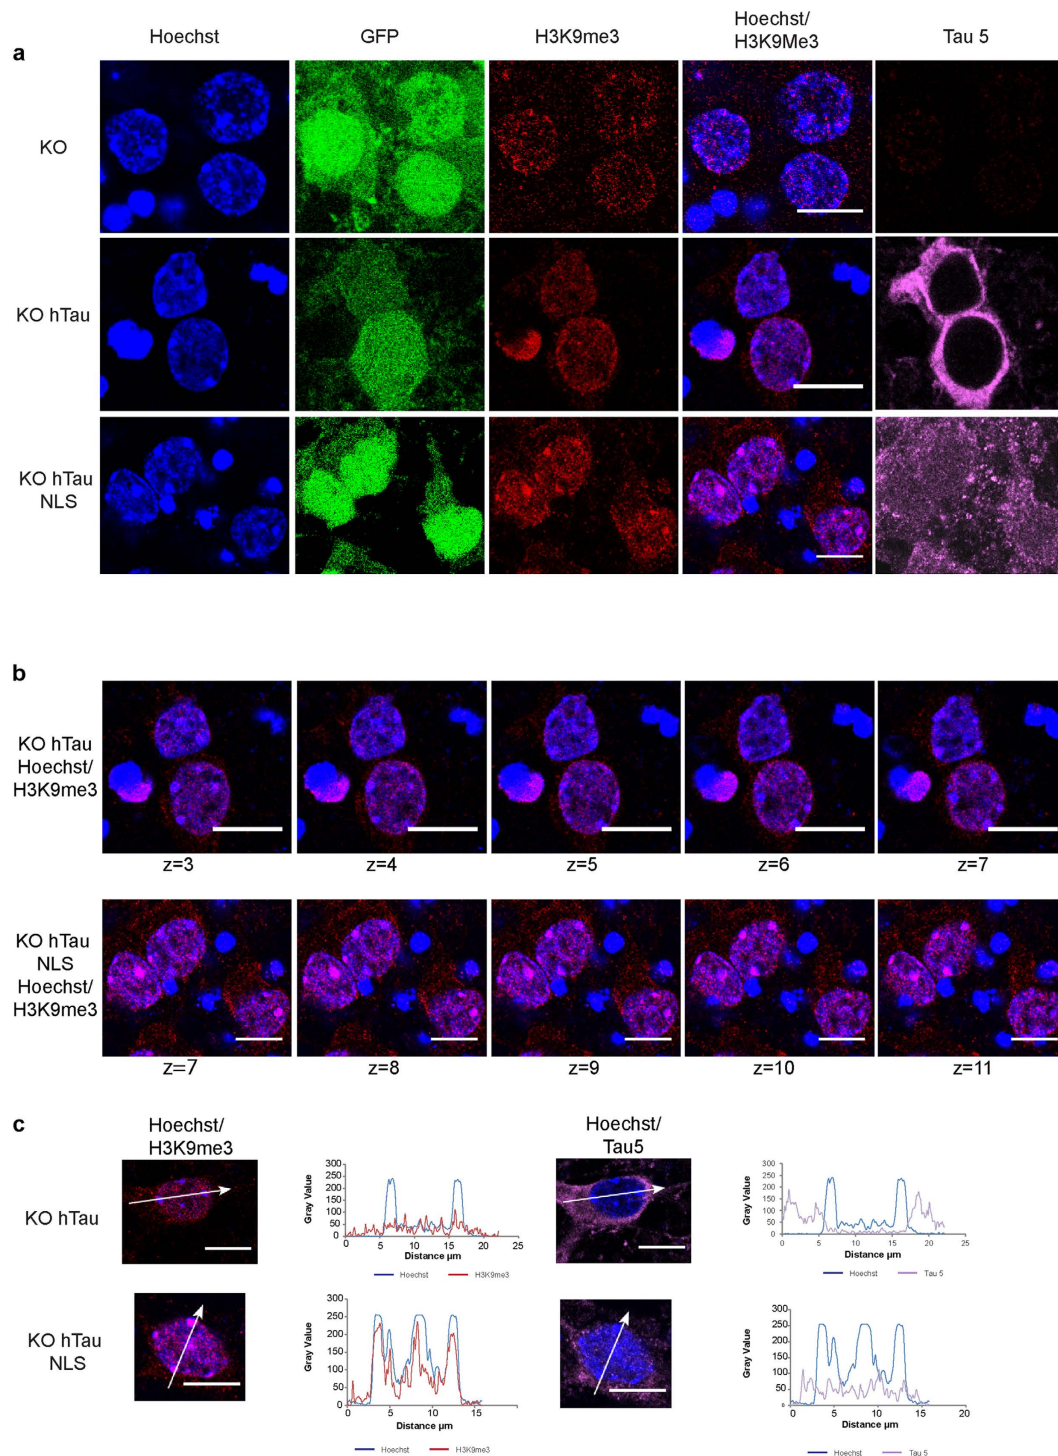 a
Hoechst
GFP
H3K9me3
Hoechst/
H3K9Me3
Tau 5
KO
KO hTau
KO hTau
NLS
b
KO hTau
Hoechst/
H3K9me3
z=3
z=4
z=5
z=6
z=7
KO hTau
NLS
Hoechst/
H3K9me3
z=7
z=8
z=9
z=10
z=11
c
Hoechst/
H3K9me3
Hoechst/
Tau5
KO hTau
Gray Value
300
250
200
150
100
50
0
0 5 10 15 20 25
Distance µm
Hoechst
H3K9me3
Gray Value
300
250
200
150
100
50
0
0 5 10 15 20 25
Distance µm
Hoechst
Tau 5
KO hTau
NLS
Gray Value
300
250
200
150
100
50
0
0 5 10 15
Distance µm
Hoechst
H3K9me3
Gray Value
300
250
200
150
100
50
0
0 5 10 15 20
Distance µm
Hoechst
Tau 5